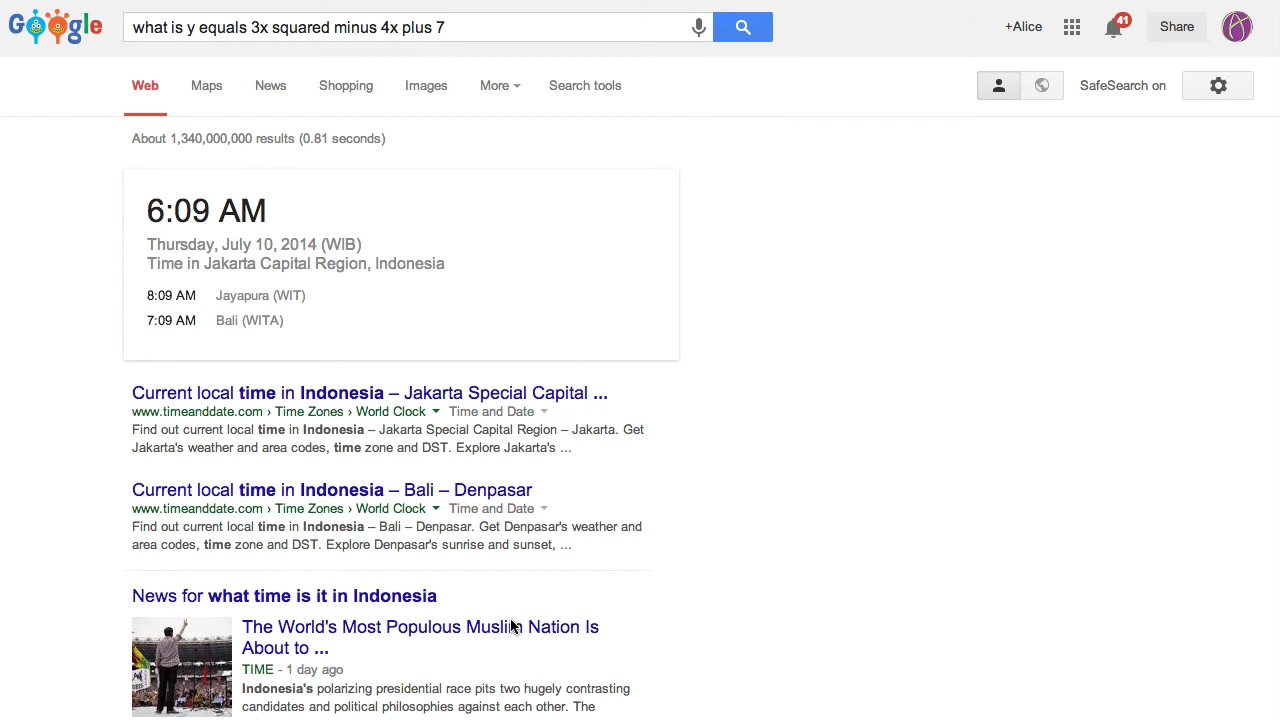 Google
what is y equals 3x squared minus 4x plus 7
+Alice
41
Share
Web Maps News Shopping Images More Search tools
SafeSearch on
About 1,340,000,000 results (0.81 seconds)
6:09 AM
Thursday, July 10, 2014 (WIB)
Time in Jakarta Capital Region, Indonesia
8:09 AM Jayapura (WIT)
7:09 AM Bali (WITA)
Current local time in Indonesia – Jakarta Special Capital ...
www.timeanddate.com › Time Zones › World Clock Time and Date
Find out current local time in Indonesia – Jakarta Special Capital Region – Jakarta. Get
Jakarta's weather and area codes, time zone and DST. Explore Jakarta's ...
Current local time in Indonesia – Bali – Denpasar
www.timeanddate.com › Time Zones › World Clock Time and Date
Find out current local time in Indonesia – Bali – Denpasar. Get Denpasar's weather and
area codes, time zone and DST. Explore Denpasar's sunrise and sunset, ...
News for what time is it in Indonesia
The World's Most Populous Muslim Nation Is
About to ...
TIME - 1 day ago
Indonesia's polarizing presidential race pits two hugely contrasting
candidates and political philosophies against each other. The